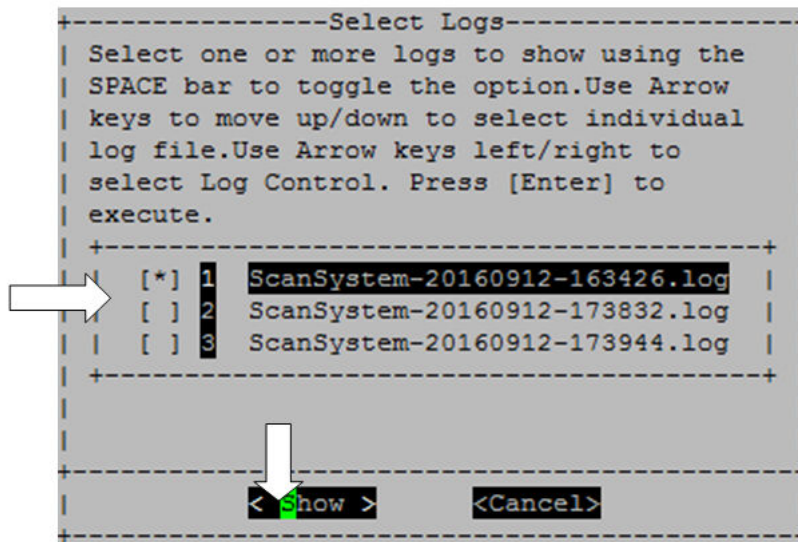 Select Logs
Select one or more logs to show using the
SPACE bar to toggle the option.Use Arrow
keys to move up/down to select individual
log file.Use Arrow keys left/right to
select Log Control. Press [Enter] to
execute.
[*] 1 ScanSystem-20160912-163426.log
[ ] 2 ScanSystem-20160912-173832.log
[ ] 3 ScanSystem-20160912-173944.log
< Show > <Cancel>